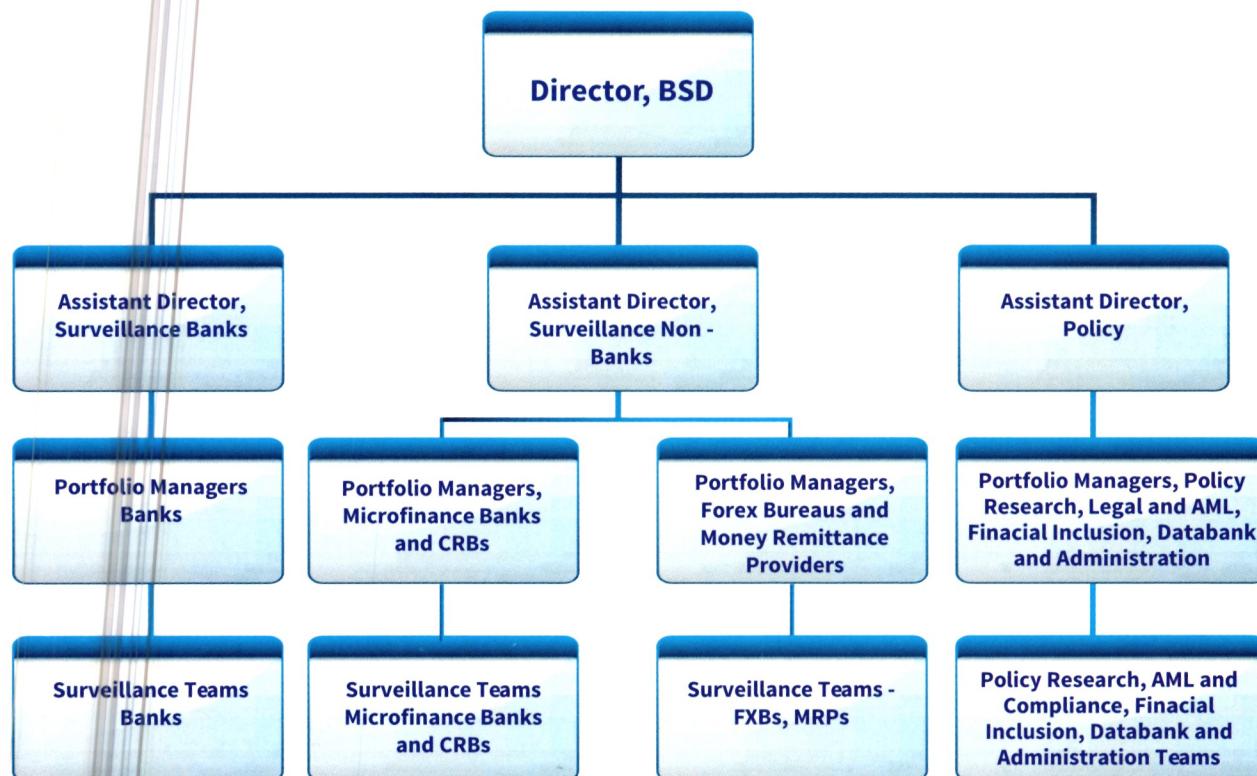 Director, BSD
Assistant Director,
Surveillance Banks
Assistant Director,
Surveillance Non -
Banks
Assistant Director,
Policy
Portfolio Managers
Banks
Portfolio Managers,
Microfinance Banks
and CRBs
Portfolio Managers,
Forex Bureaus and
Money Remittance
Providers
Portfolio Managers, Policy
Research, Legal and AML,
Finacial Inclusion, Databank
and Administration
Surveillance Teams
Banks
Surveillance Teams
Microfinance Banks
and CRBs
Surveillance Teams -
FXBs, MRPs
Policy Research, AML and
Compliance, Finacial
Inclusion, Databank and
Administration Teams